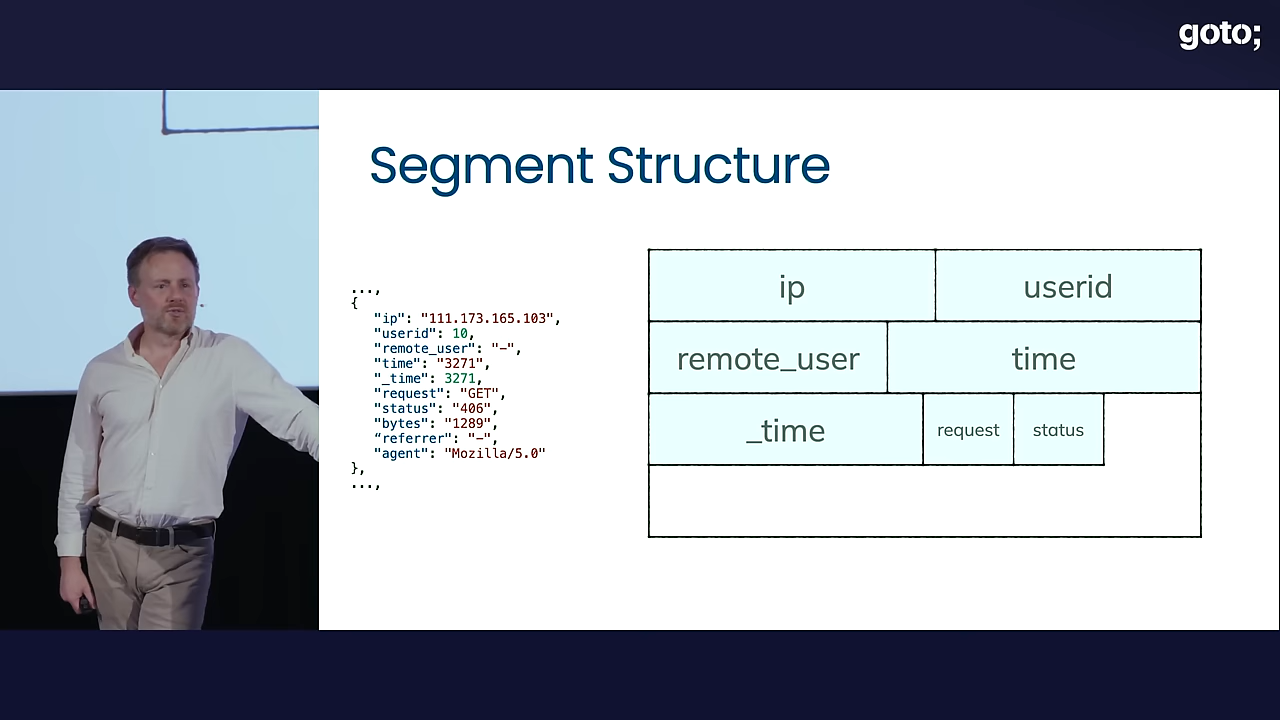 goto;
Segment Structure
...,
{
"ip": "111.173.165.103",
"userid": 10,
"remote_user": "-",
"time": "3271",
"_time": 3271,
"request": "GET",
"status": "406",
"bytes": "1289",
"referrer": "-",
"agent": "Mozilla/5.0"
},
...,
ip userid
remote_user time
_time request status